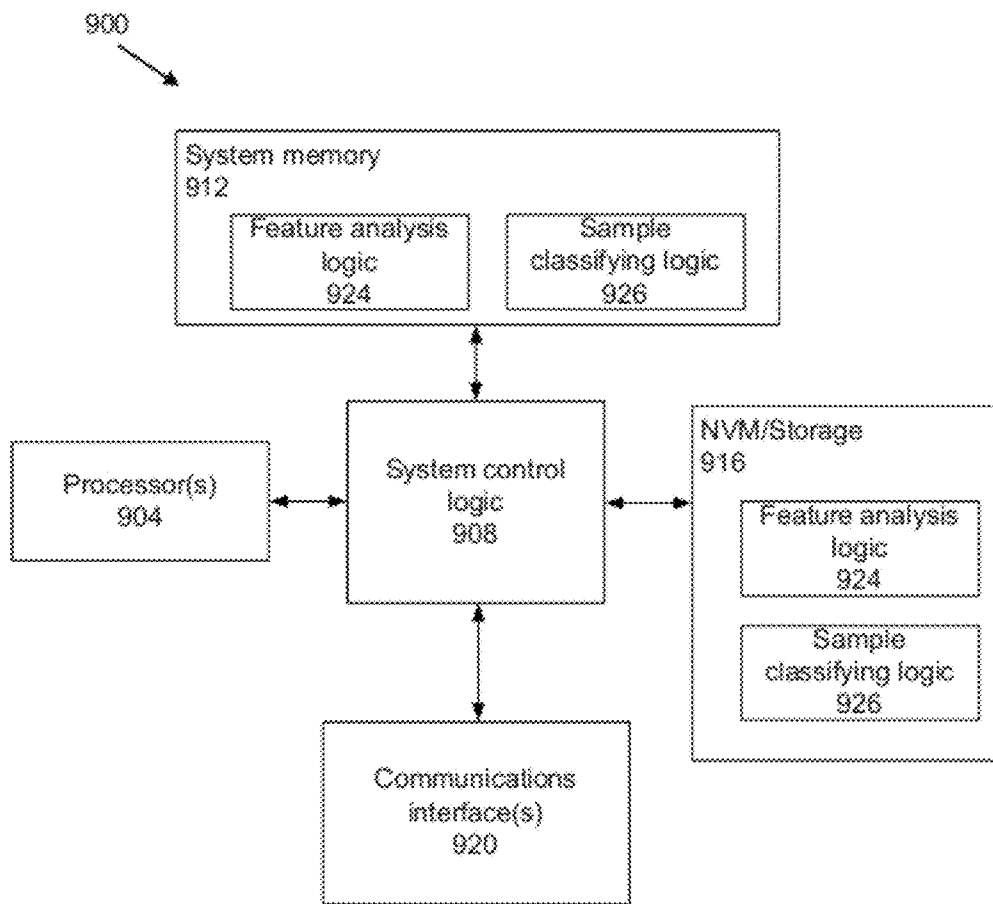 900
System memory
912
Feature analysis
logic
924
Sample
classifying logic
926
Processor(s)
904
System control
logic
908
NVM/Storage
916
Feature analysis
logic
924
Sample
classifying logic
926
Communications
interface(s)
920